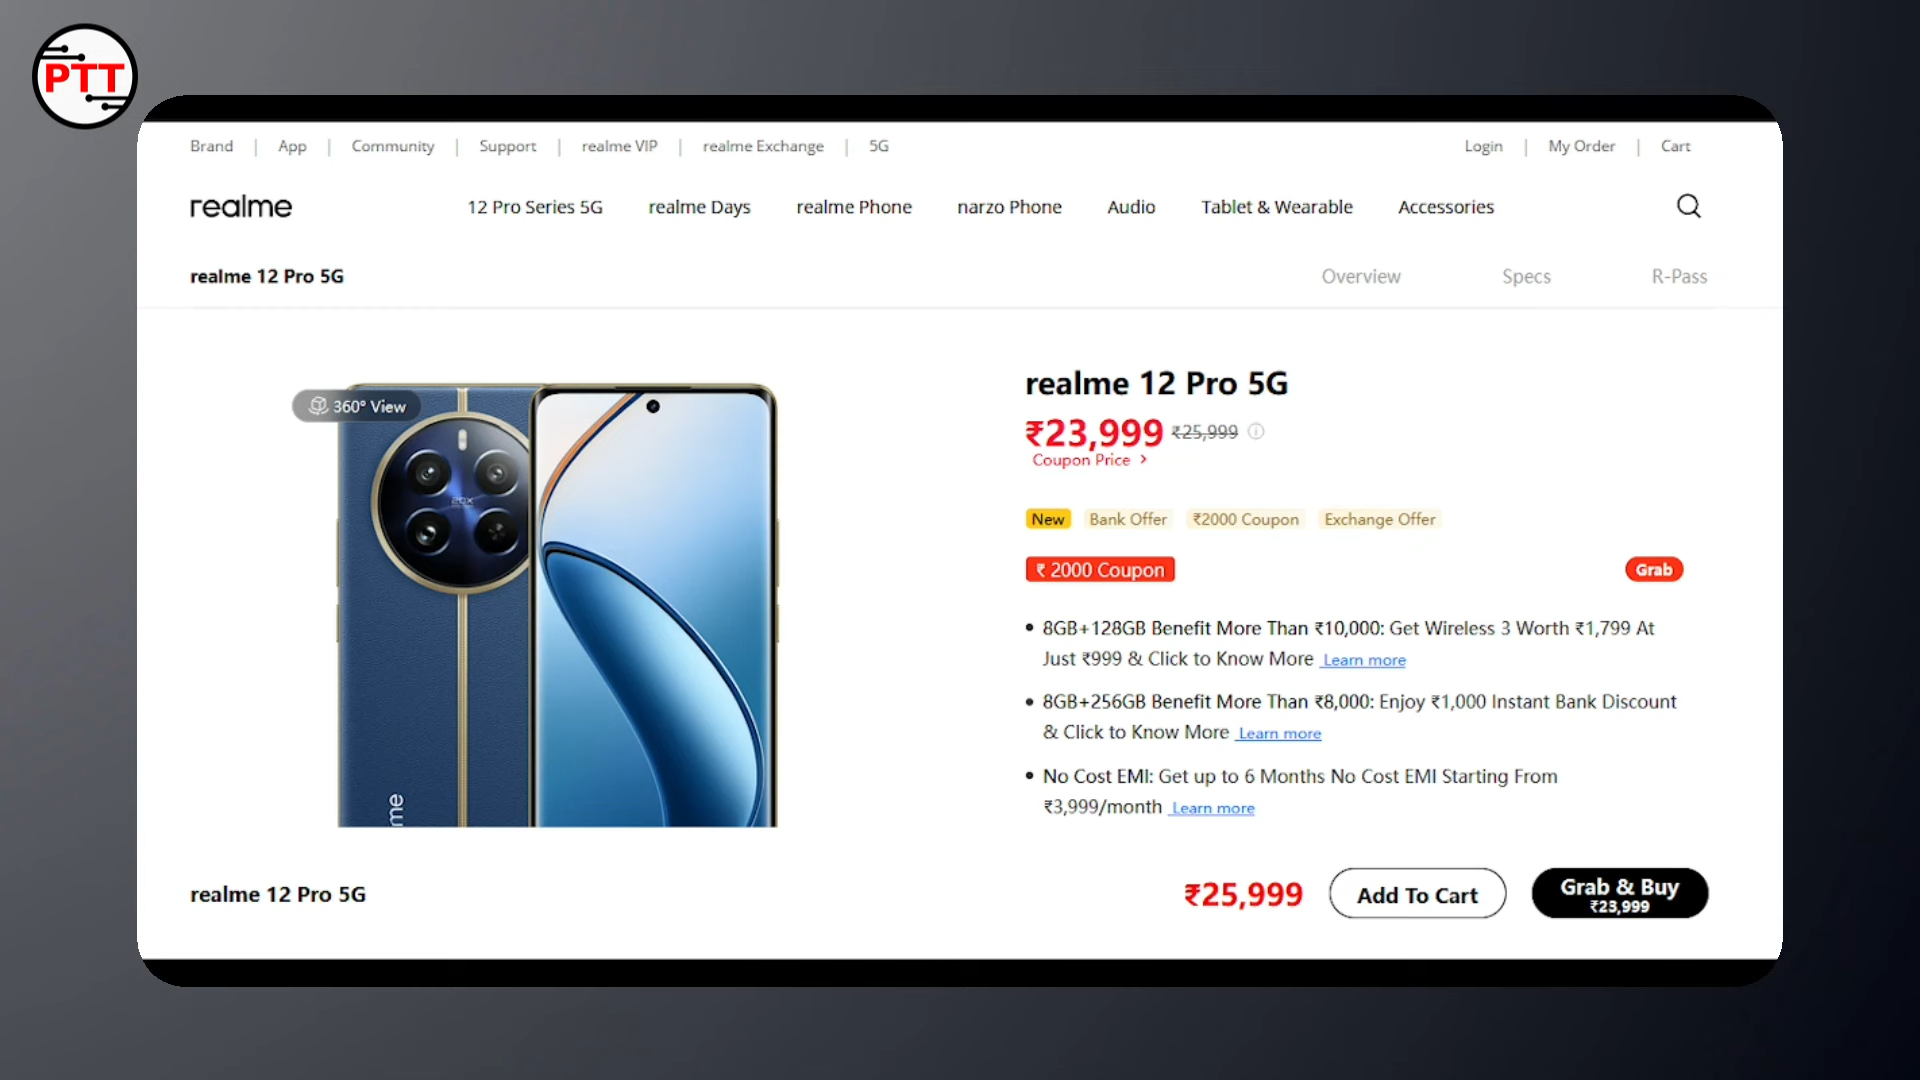 PTT
Brand | App | Community | Support | realme VIP | realme Exchange | 5G
Login | My Order | Cart
realme
12 Pro Series 5G realme Days realme Phone narzo Phone Audio Tablet & Wearable Accessories
realme 12 Pro 5G
Overview Specs R-Pass
360° View
20X
me
realme 12 Pro 5G
₹23,999 ₹25,999
Coupon Price >
New Bank Offer ₹2000 Coupon Exchange Offer
₹ 2000 Coupon Grab
• 8GB+128GB Benefit More Than ₹10,000: Get Wireless 3 Worth ₹1,799 At
Just ₹999 & Click to Know More Learn more
• 8GB+256GB Benefit More Than ₹8,000: Enjoy ₹1,000 Instant Bank Discount
& Click to Know More Learn more
• No Cost EMI: Get up to 6 Months No Cost EMI Starting From
₹3,999/month Learn more
realme 12 Pro 5G
₹25,999
Add To Cart
Grab & Buy
₹23,999